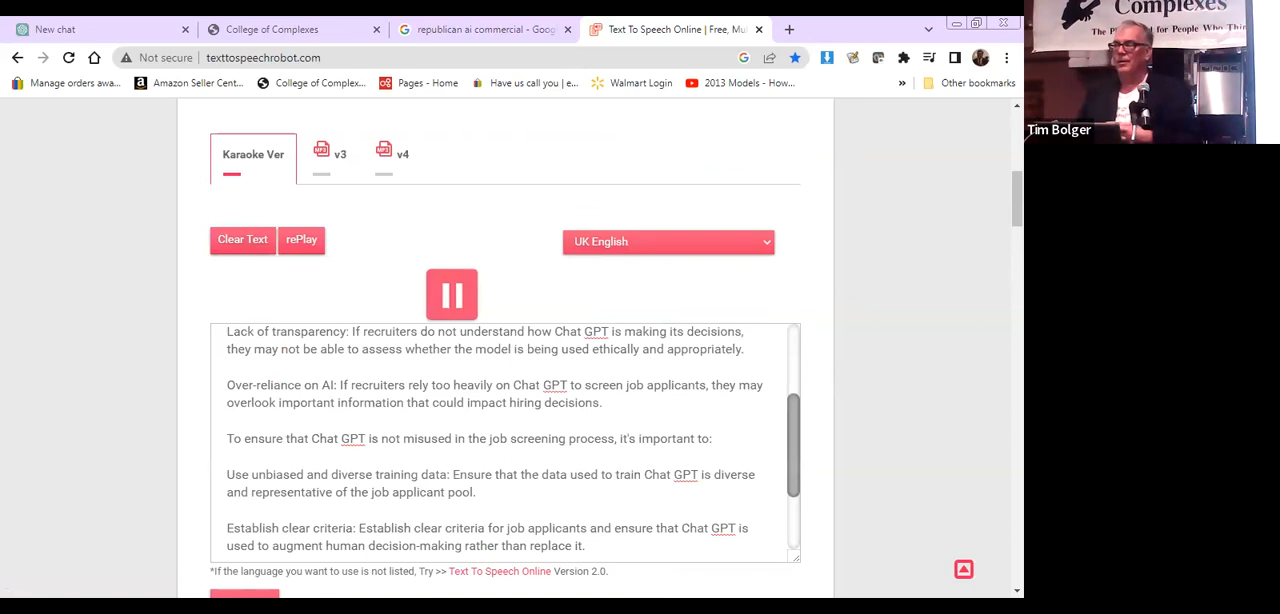 New chat
College of Complexes
republican ai commercial - Goog
Text To Speech Online | Free, Mu
Not secure | texttospeechrobot.com
Manage orders awa...
Amazon Seller Cent...
College of Complex...
Pages - Home
Have us call you | e...
Walmart Login
2013 Models - How...
»
Other bookmarks
Complexes
The P
l for People Who Thin
Tim Bolger
Karaoke Ver
MP3 v3
MP3 v4
Clear Text
rePlay
UK English
Lack of transparency: If recruiters do not understand how Chat GPT is making its decisions,
they may not be able to assess whether the model is being used ethically and appropriately.
Over-reliance on AI: If recruiters rely too heavily on Chat GPT to screen job applicants, they may
overlook important information that could impact hiring decisions.
To ensure that Chat GPT is not misused in the job screening process, it's important to:
Use unbiased and diverse training data: Ensure that the data used to train Chat GPT is diverse
and representative of the job applicant pool.
Establish clear criteria: Establish clear criteria for job applicants and ensure that Chat GPT is
used to augment human decision-making rather than replace it.
*If the language you want to use is not listed, Try >> Text To Speech Online Version 2.0.